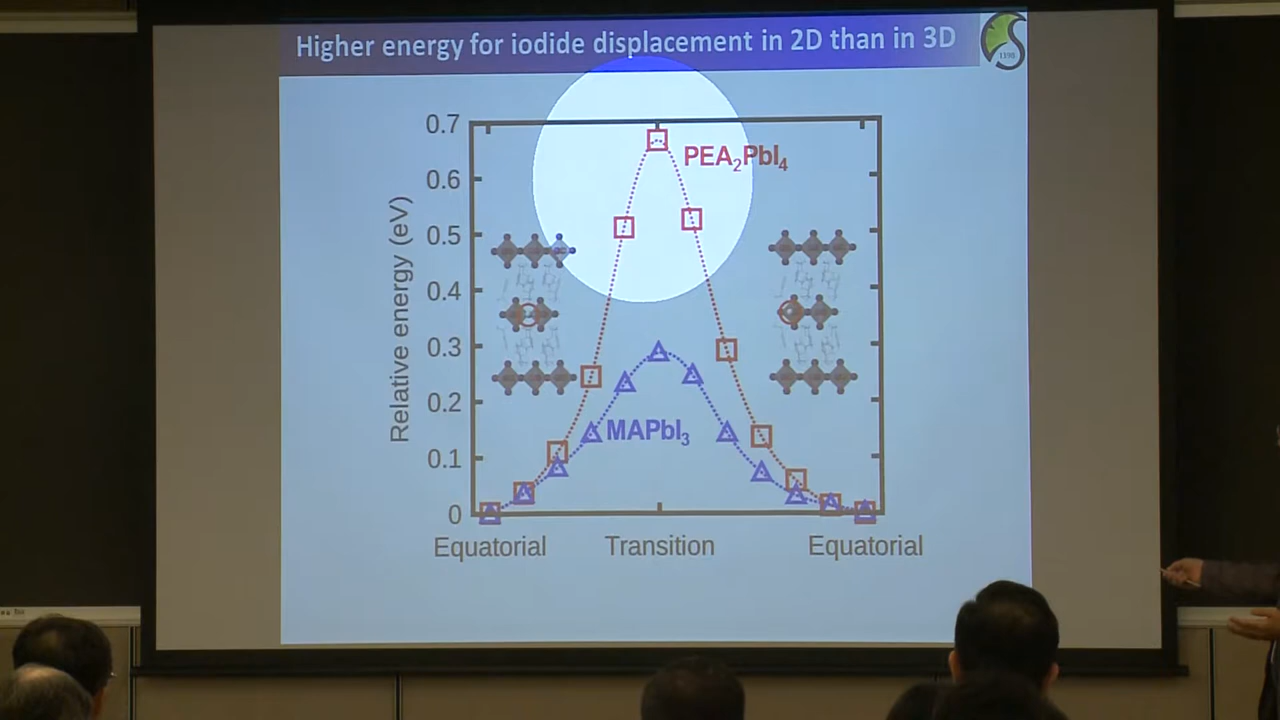 Higher energy for iodide displacement in 2D than in 3D
1398
Relative energy (eV)
0.7
0.6
0.5
0.4
0.3
0.2
0.1
0
PEA₂PbI₄
MAPbI₃
Equatorial
Transition
Equatorial